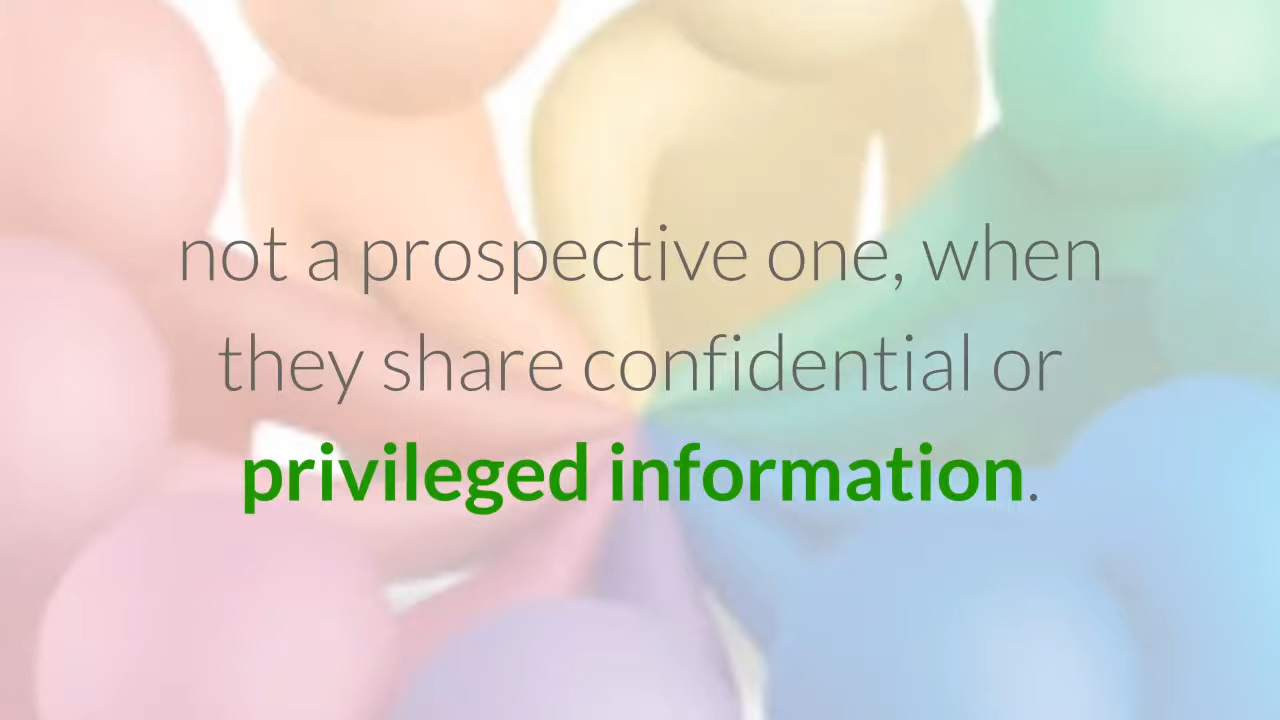 not a prospective one, when
they share confidential or
privileged information.